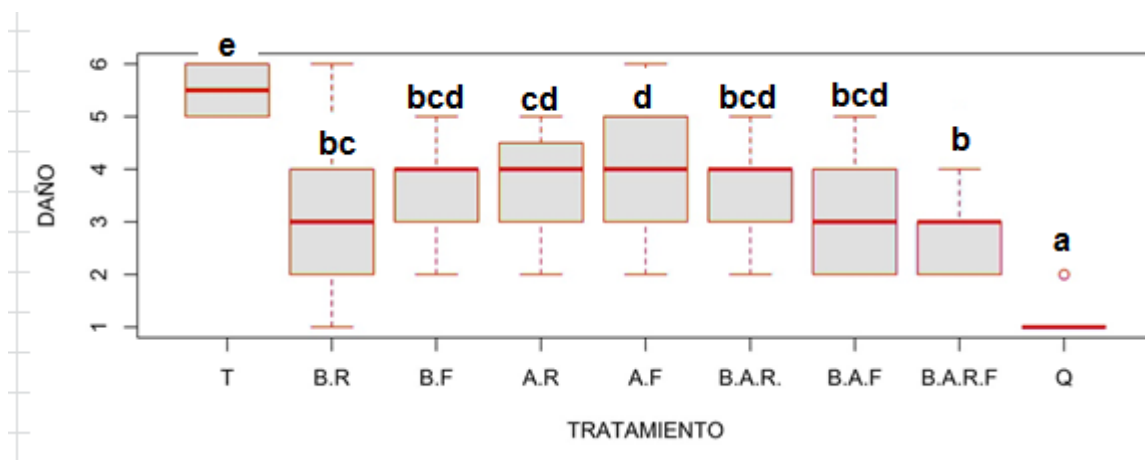 e
bcd
cd
d
bcd
bcd
bc
b
a
6
5
4
3
2
1
DAÑO
T B.R B.F A.R A.F B.A.R. B.A.F B.A.R.F Q
TRATAMIENTO